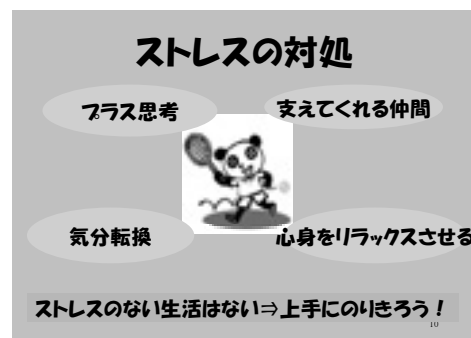 ストレスの対処
プラス思考
支えてくれる仲間
気分転換
心身をリラックスさせる
ストレスのない生活はない⇒上手にのりきろう！
10